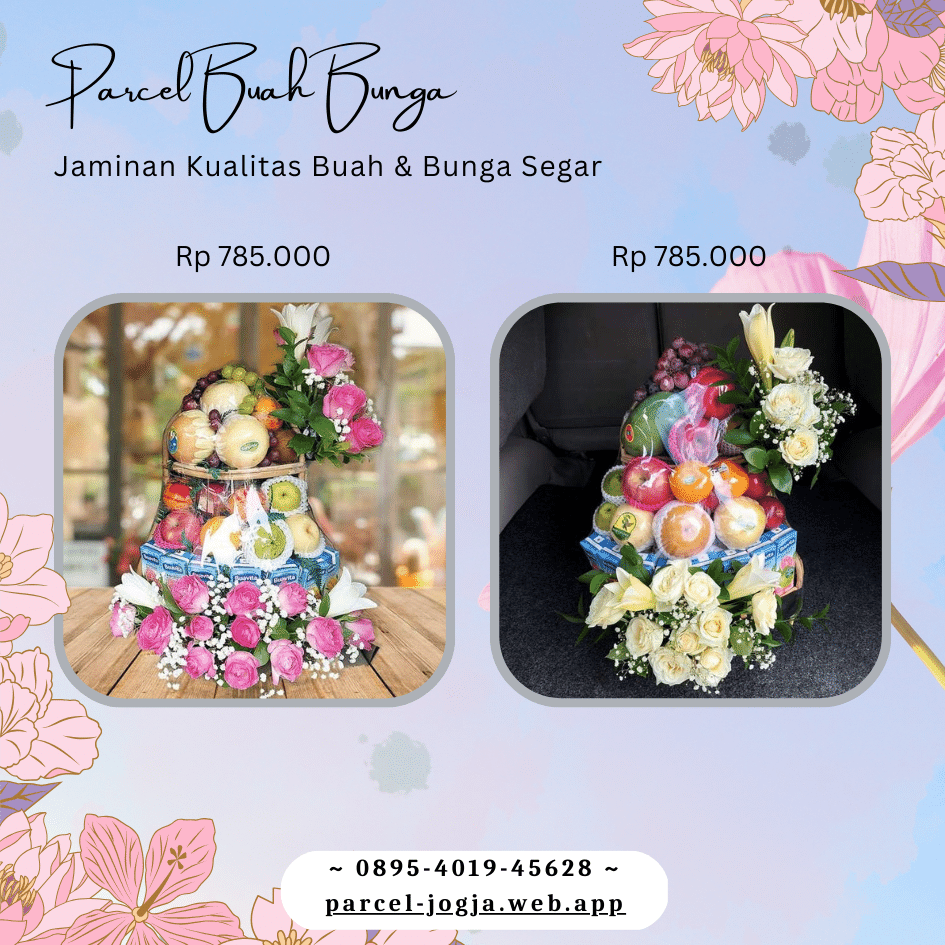 Parcel Buah Bunga
Jaminan Kualitas Buah & Bunga Segar
Rp 785.000
Rp 785.000
Buavita
~ 0895-4019-45628 ~
parcel-jogja.web.app